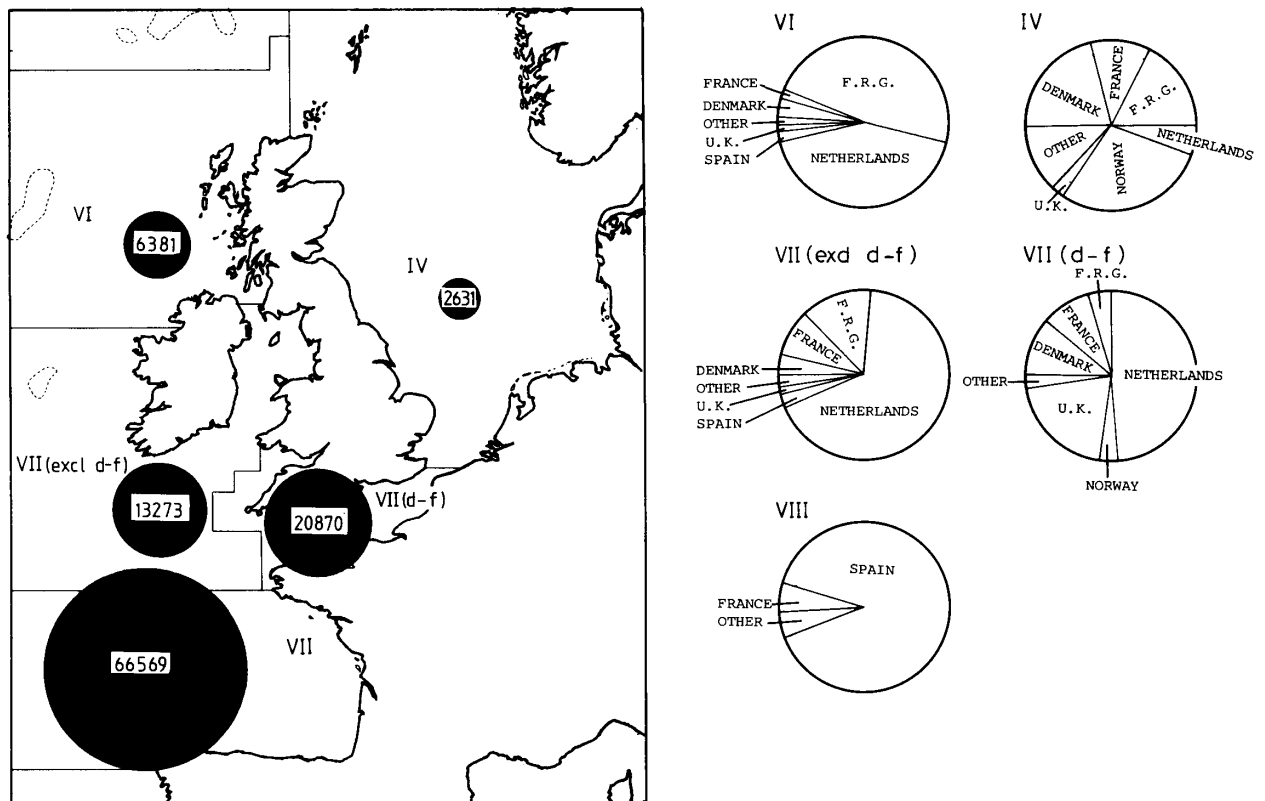 VI
6381
IV
2631
VII (excl d-f)
13273
VII (d-f)
20870
VII
66569
VI
FRANCE
DENMARK
OTHER
U.K.
SPAIN
F.R.G.
NETHERLANDS
IV
DENMARK
FRANCE
F.R.G.
NETHERLANDS
OTHER
NORWAY
U.K.
VII (exd d-f)
F.R.G.
FRANCE
DENMARK
OTHER
U.K.
SPAIN
NETHERLANDS
VII (d-f)
F.R.G.
FRANCE
DENMARK
OTHER
U.K.
NETHERLANDS
NORWAY
VIII
SPAIN
FRANCE
OTHER